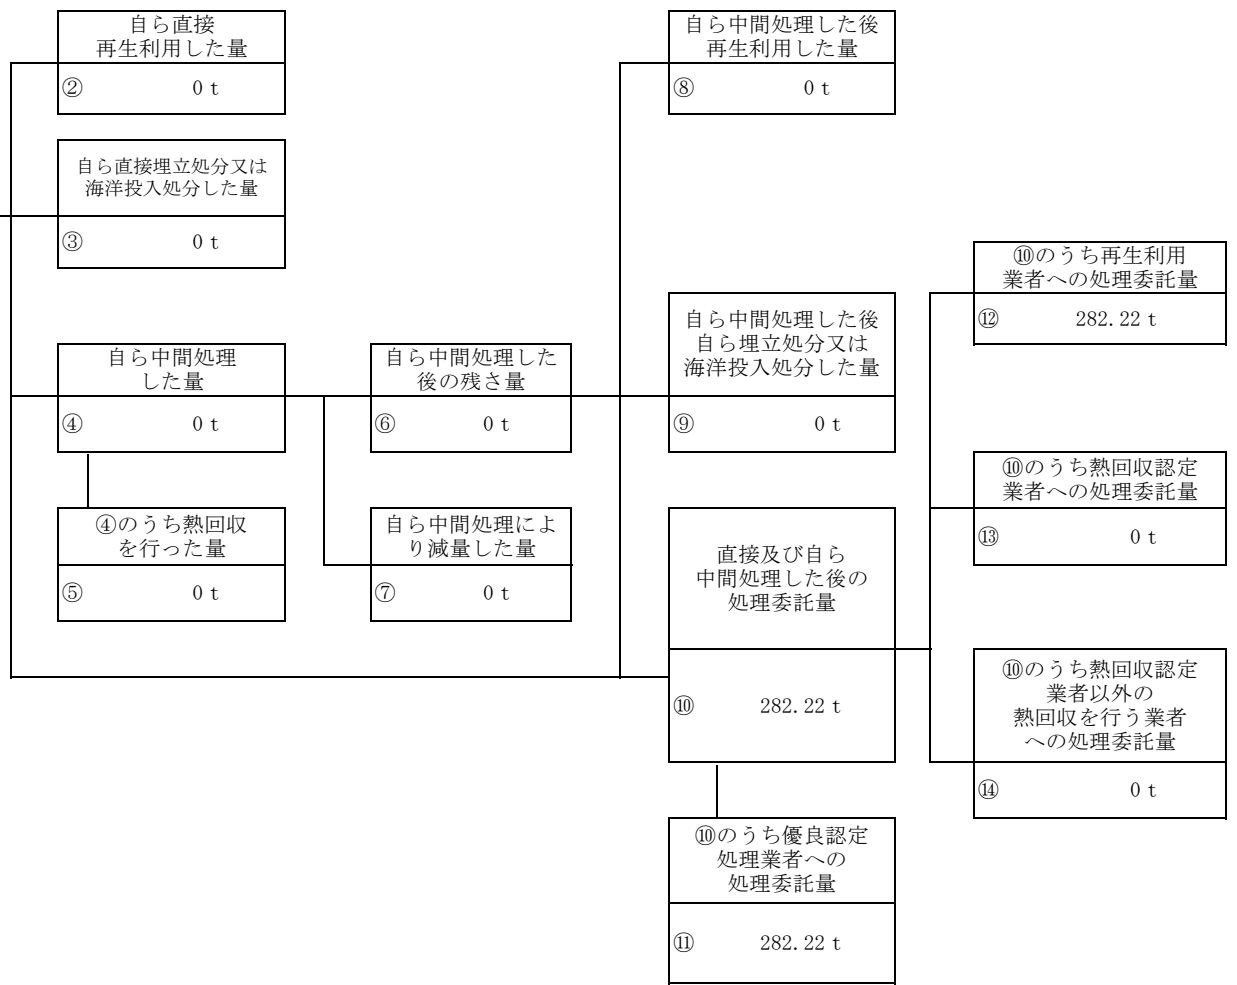 自ら直接
再生利用した量
② 0 t
自ら直接埋立処分又は
海洋投入処分した量
③ 0 t
自ら中間処理
した量
④ 0 t
④のうち熱回収
を行った量
⑤ 0 t
自ら中間処理した
後の残さ量
⑥ 0 t
自ら中間処理によ
り減量した量
⑦ 0 t
自ら中間処理した後
再生利用した量
⑧ 0 t
自ら中間処理した後
自ら埋立処分又は
海洋投入処分した量
⑨ 0 t
直接及び自ら
中間処理した後の
処理委託量
⑩ 282.22 t
⑩のうち優良認定
処理業者への
処理委託量
⑪ 282.22 t
⑩のうち再生利用
業者への処理委託量
⑫ 282.22 t
⑩のうち熱回収認定
業者への処理委託量
⑬ 0 t
⑩のうち熱回収認定
業者以外の
熱回収を行う業者
への処理委託量
⑭ 0 t